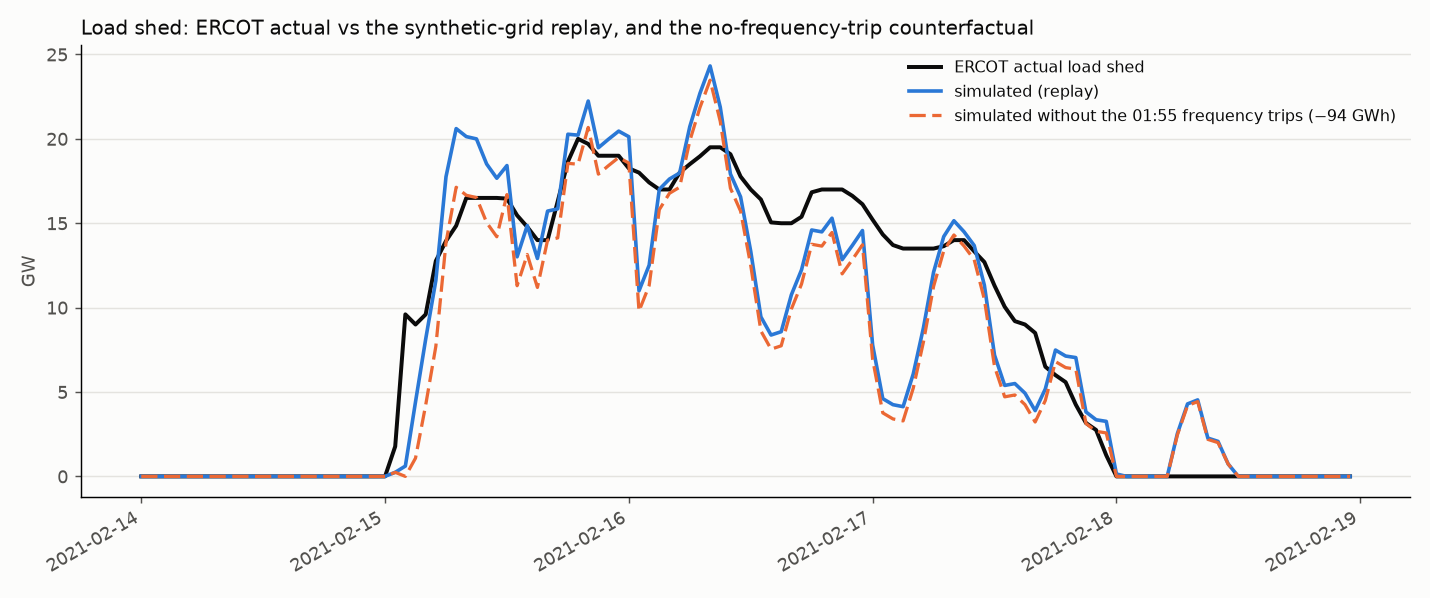 Load shed: ERCOT actual vs the synthetic-grid replay, and the no-frequency-trip counterfactual
ERCOT actual load shed
simulated (replay)
simulated without the 01:55 frequency trips (−94 GWh)
GW
25
20
15
10
5
0
2021-02-14
2021-02-15
2021-02-16
2021-02-17
2021-02-18
2021-02-19